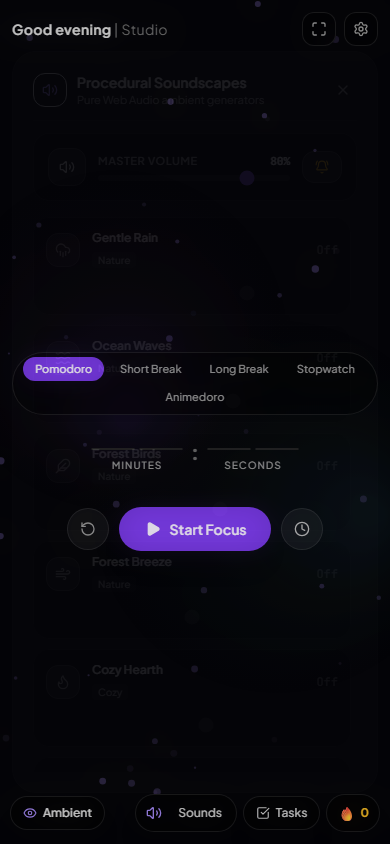 Good evening | Studio
Procedural Soundscapes
Pure Web Audio ambient generators
MASTER VOLUME 88%
Gentle Rain
Nature
Off
Ocean Waves
Off
Pomodoro Short Break Long Break Stopwatch
Animedoro
Forest Birds
Nature
Off
:
MINUTES SECONDS
Start Focus
Forest Breeze
Nature
Off
Cozy Hearth
Cozy
Off
Ambient Sounds Tasks 0